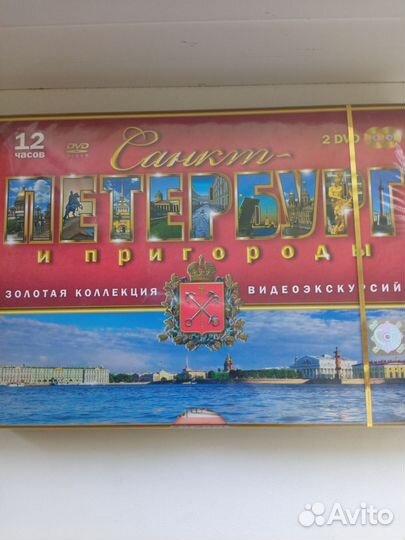 12
часов
DVD
2 DVD
Санкт-
ПЕТЕРБУРГ
и пригороды
ЗОЛОТАЯ КОЛЛЕКЦИЯ ВИДЕОЭКСКУРСИЙ
Avito